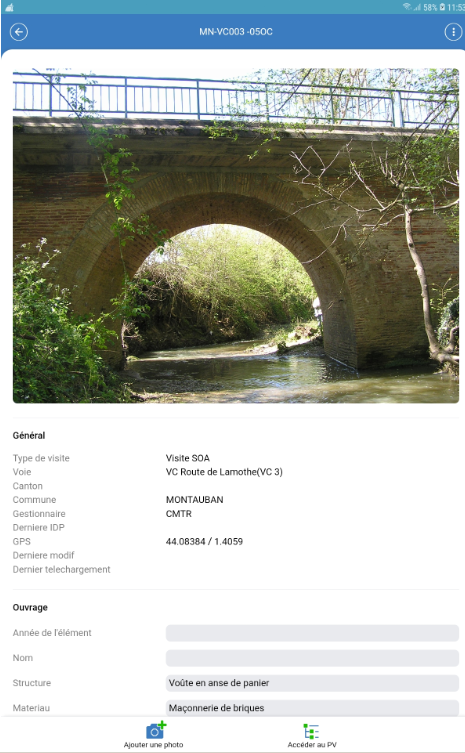 58% 11:53
MN-VC003 -05OC
Général
Type de visite Visite SOA
Voie VC Route de Lamothe(VC 3)
Canton
Commune MONTAUBAN
Gestionnaire CMTR
Derniere IDP
GPS 44.08384 / 1.4059
Derniere modif
Dernier telechargement
Ouvrage
Année de l'élément
Nom
Structure Voûte en anse de panier
Materiau Maçonnerie de briques
Ajouter une photo Accéder au PV